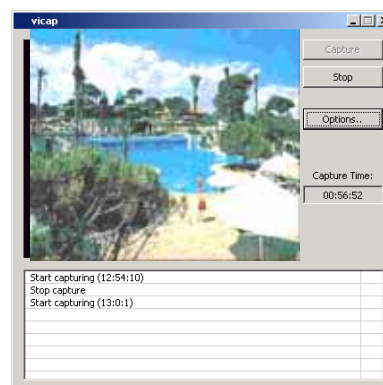 vicap
Capture
Stop
Options..
Capture Time:
00:56:52
Start capturing (12:54:10)
Stop capture
Start capturing (13:0:1)